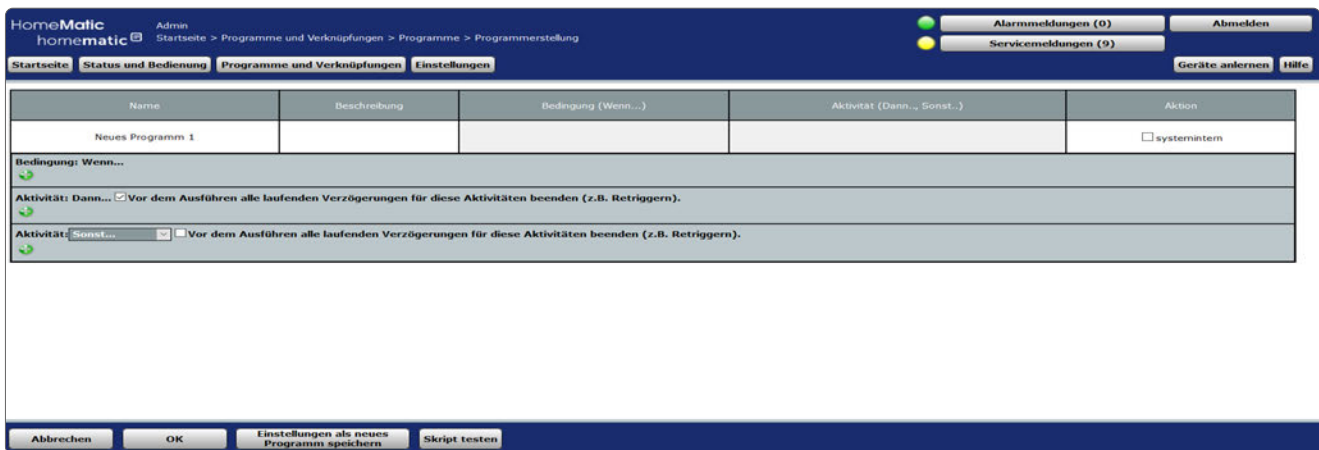 HomeMatic Admin Alarmmeldungen (0) Abmelden
homematic Startseite > Programme und Verknüpfungen > Programme > Programmerstellung Servicemeldungen (9)
Startseite Status und Bedienung Programme und Verknüpfungen Einstellungen Geräte anlernen Hilfe
Name Beschreibung Bedingung (Wenn...) Aktivität (Dann.., Sonst..) Aktion
Neues Programm 1 systemintern
Bedingung: Wenn...
Aktivität: Dann... Vor dem Ausführen alle laufenden Verzögerungen für diese Aktivitäten beenden (z.B. Retriggern).
Aktivität: Sonst... Vor dem Ausführen alle laufenden Verzögerungen für diese Aktivitäten beenden (z.B. Retriggern).
Abbrechen OK Einstellungen als neues Programm speichern Skript testen